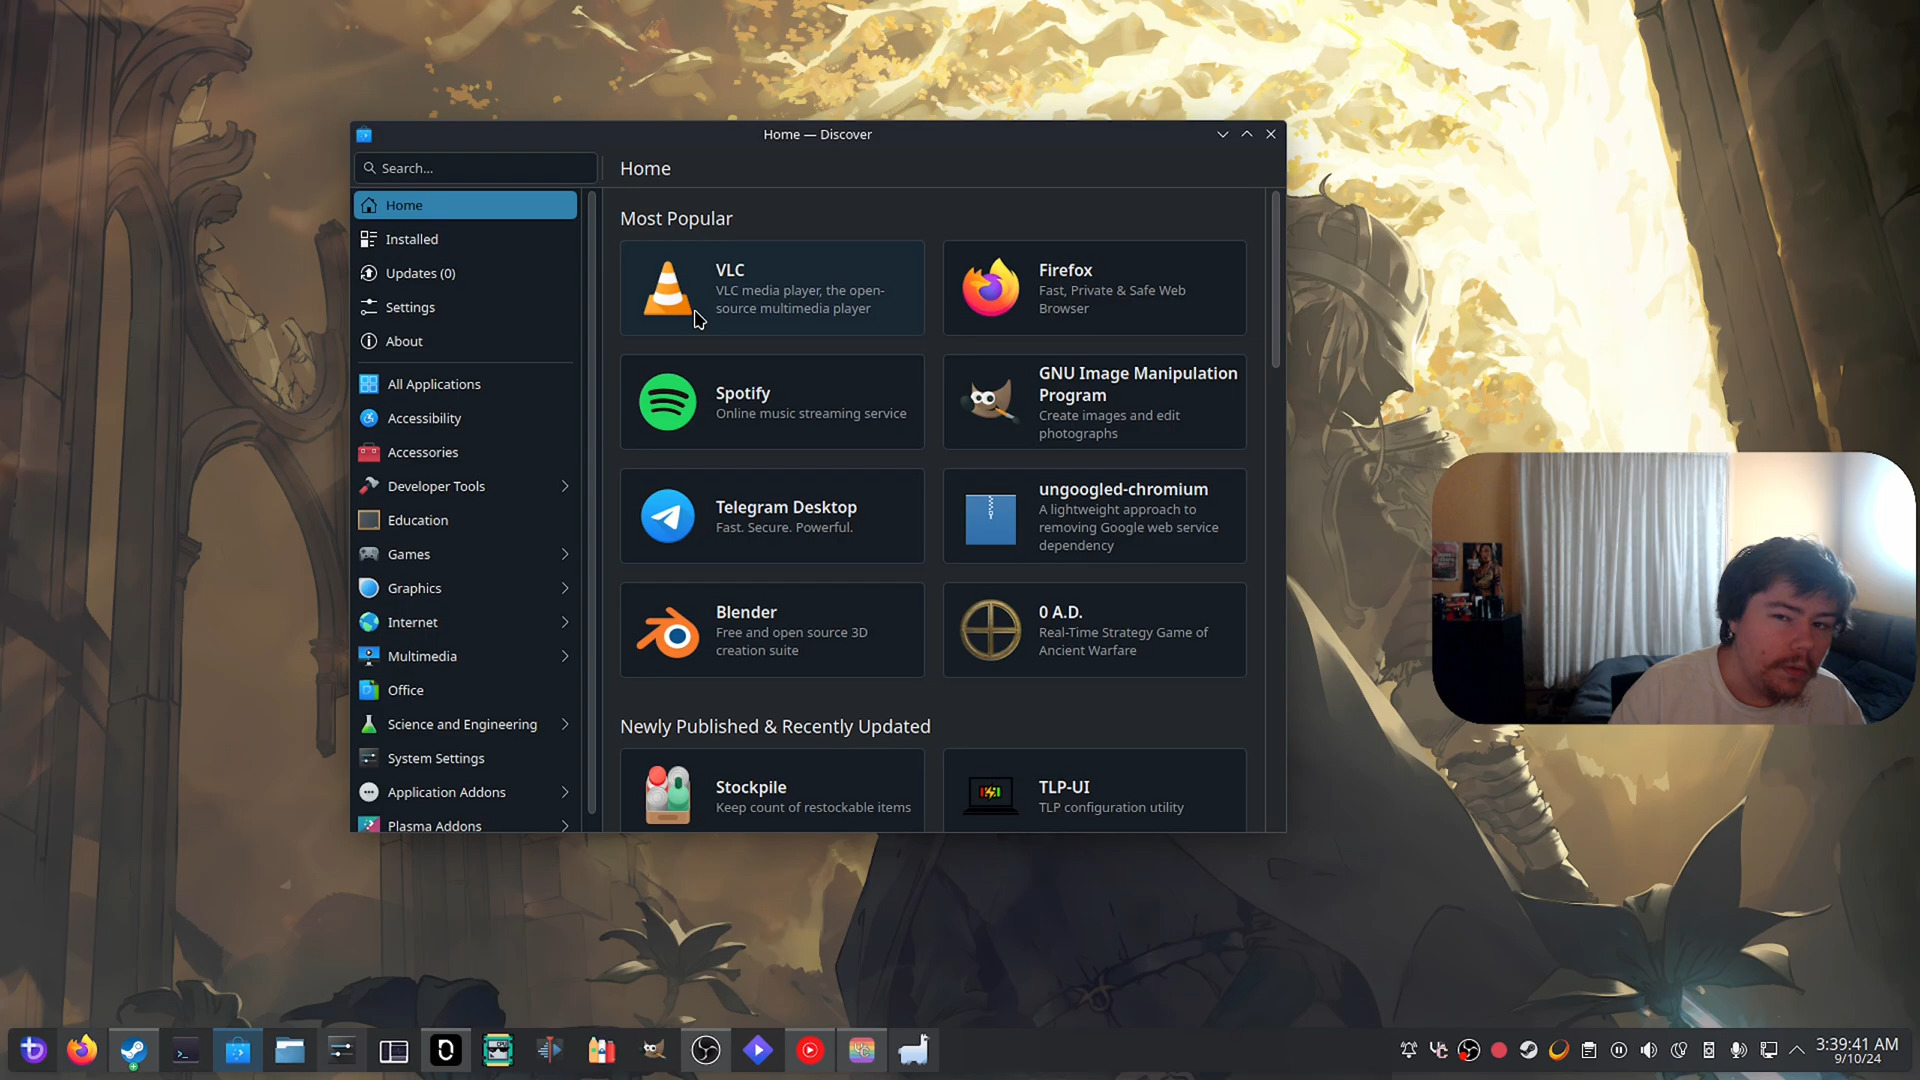 Home — Discover
Search...
Home
Home
Installed
Updates (0)
Settings
About
All Applications
Accessibility
Accessories
Developer Tools
Education
Games
Graphics
Internet
Multimedia
Office
Science and Engineering
System Settings
Application Addons
Plasma Addons
Most Popular
VLC
VLC media player, the open-
source multimedia player
Firefox
Fast, Private & Safe Web
Browser
Spotify
Online music streaming service
GNU Image Manipulation
Program
Create images and edit
photographs
Telegram Desktop
Fast. Secure. Powerful.
ungoogled-chromium
A lightweight approach to
removing Google web service
dependency
Blender
Free and open source 3D
creation suite
0 A.D.
Real-Time Strategy Game of
Ancient Warfare
Newly Published & Recently Updated
Stockpile
Keep count of restockable items
TLP-UI
TLP configuration utility
3:39:41 AM
9/10/24